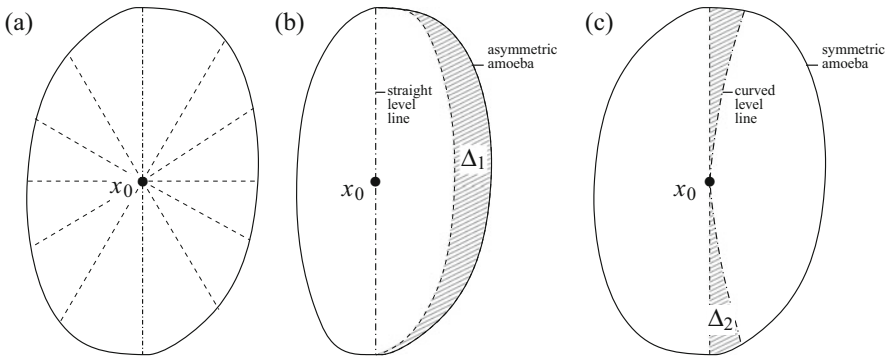 (a)
x₀
(b)
asymmetric
amoeba
straight
level
line
Δ₁
x₀
(c)
symmetric
amoeba
curved
level
line
x₀
Δ₂